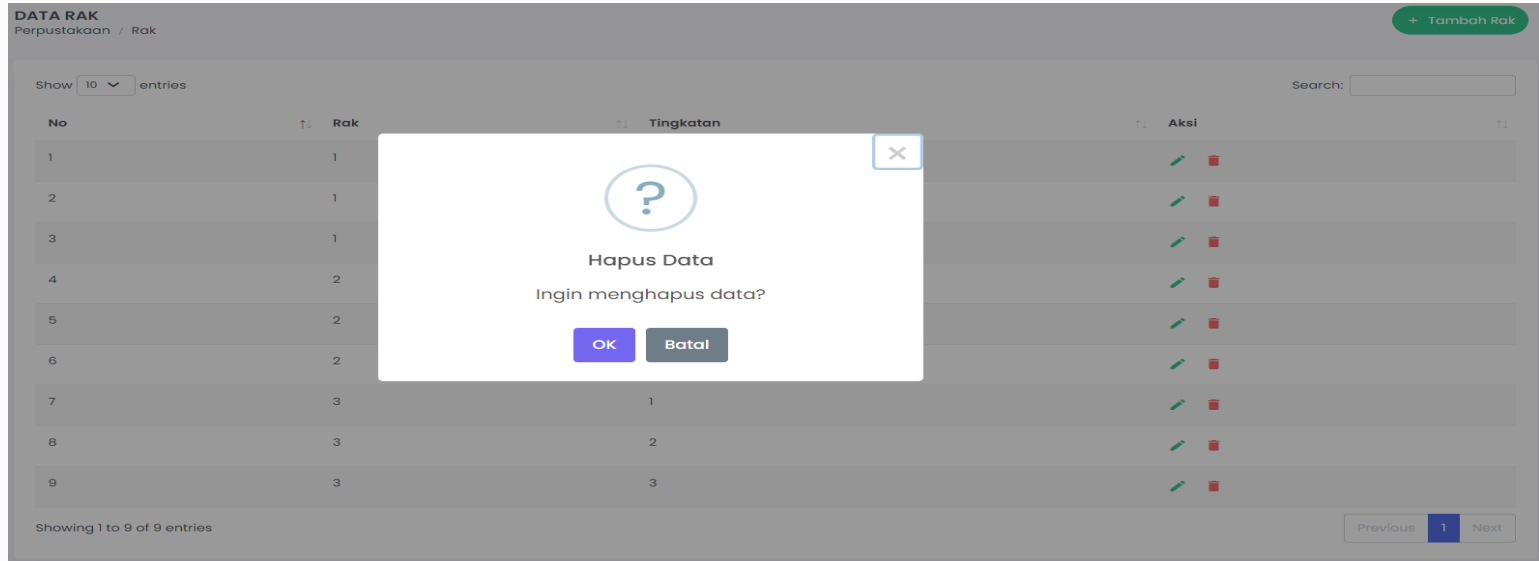 DATA RAK
Perpustakaan / Rak
+ Tambah Rak
Show 10 entries
Search:
No Rak Tingkatan Aksi
1 1
2 1
3 1
4 2
5 2
6 2
7 3 1
8 3 2
9 3 3
×
?
Hapus Data
Ingin menghapus data?
OK Batal
Showing 1 to 9 of 9 entries
Previous 1 Next